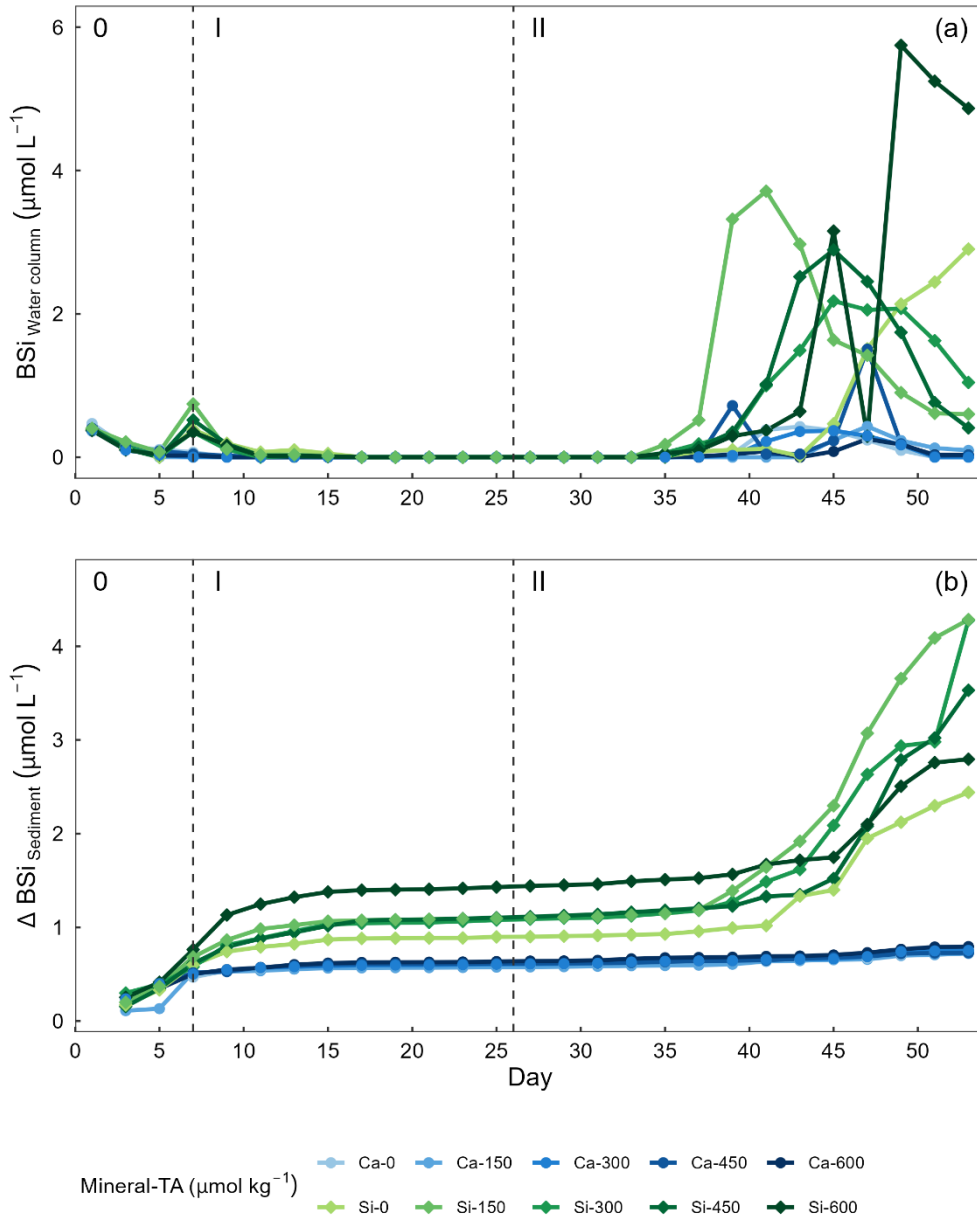 0 I II (a)
6
4
2
0
BSi Water column (μmol L⁻¹)
0 5 10 15 20 25 30 35 40 45 50
0 I II (b)
4
3
2
1
0
Δ BSi Sediment (μmol L⁻¹)
0 5 10 15 20 25 30 35 40 45 50
Day
Mineral-TA (μmol kg⁻¹)
Ca-0 Ca-150 Ca-300 Ca-450 Ca-600
Si-0 Si-150 Si-300 Si-450 Si-600